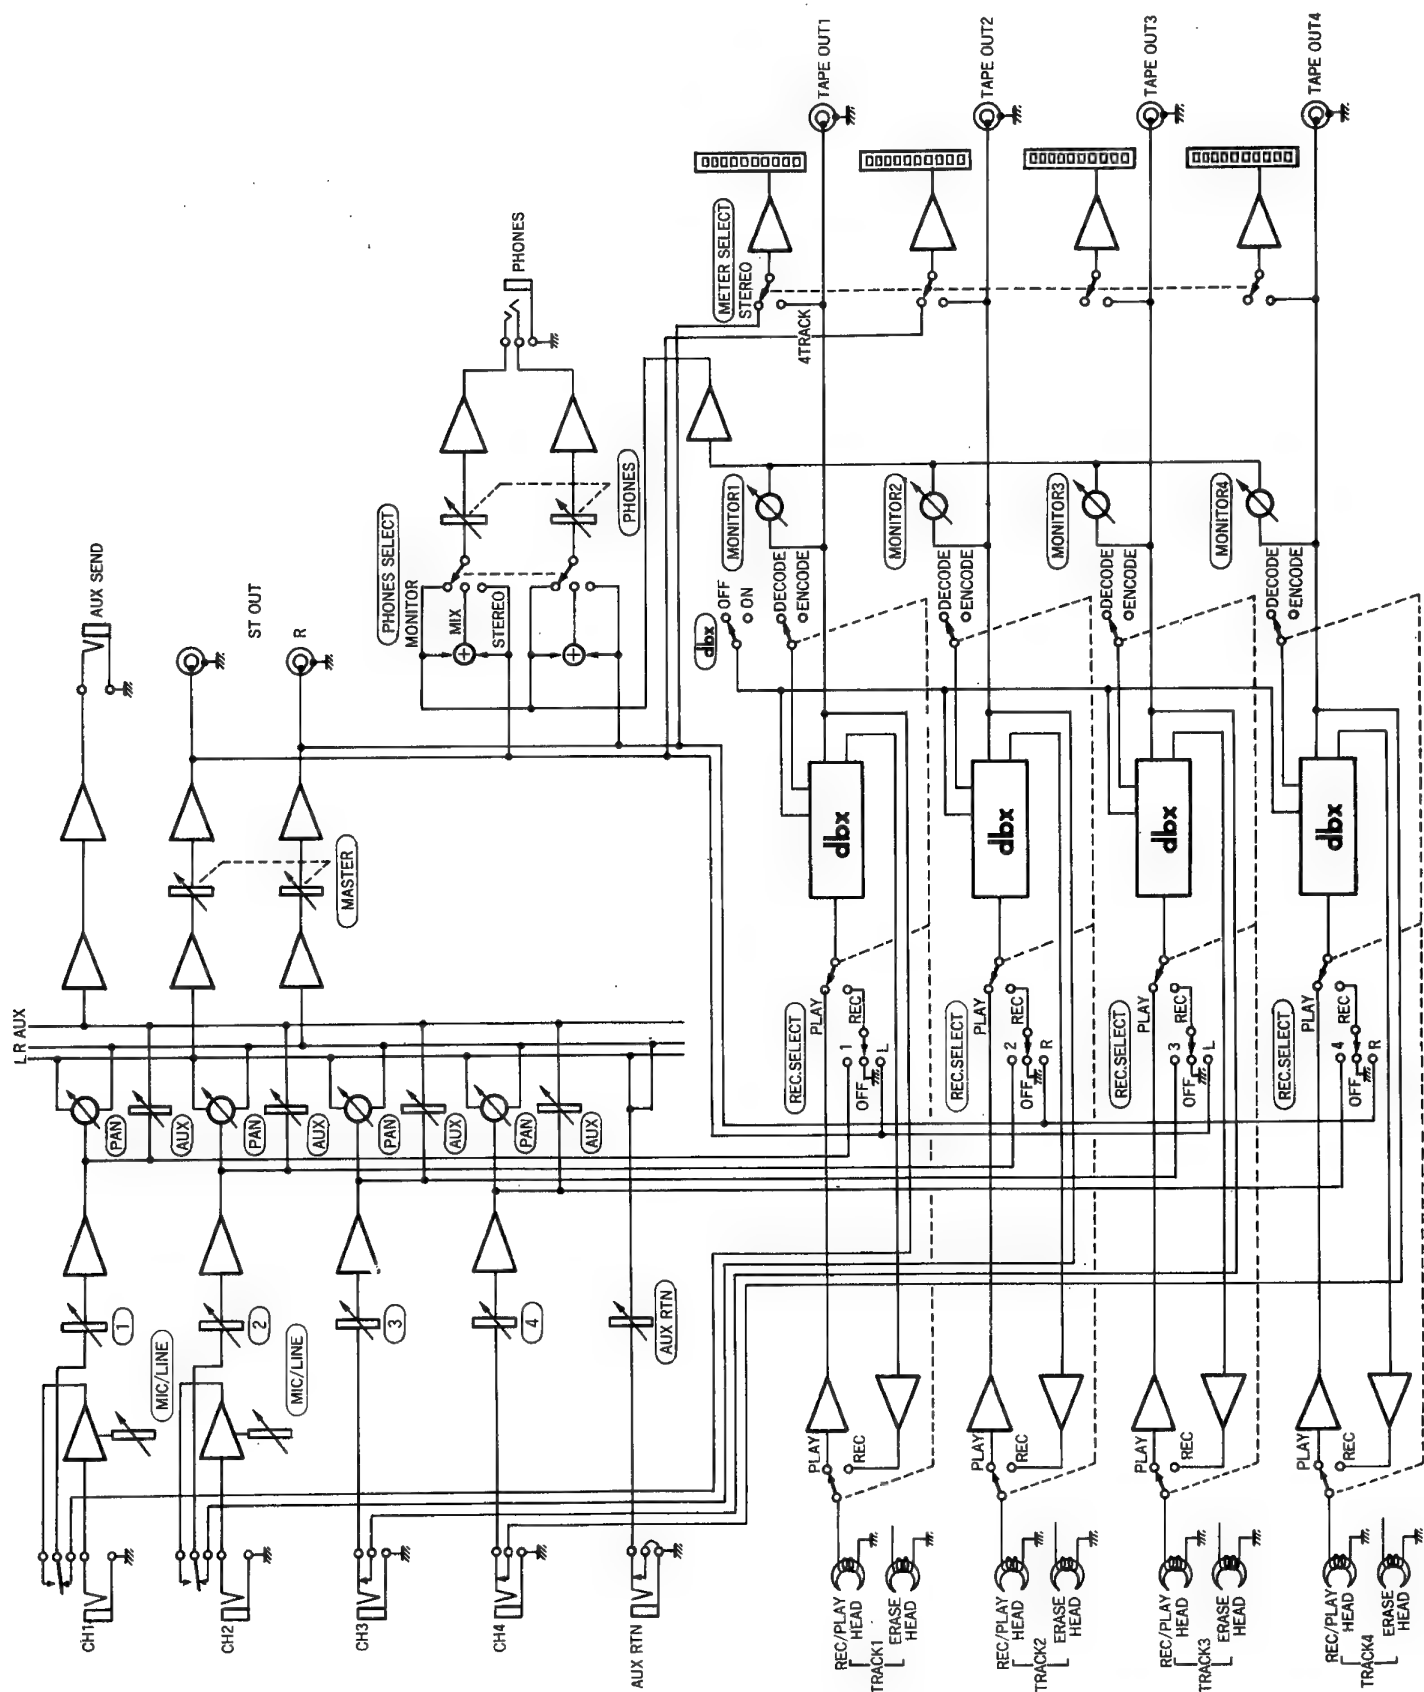 CH1
CH2
CH3
CH4
AUX RTN
MIC/LINE
MIC/LINE
1
2
3
4
AUX RTN
PAN
AUX
PAN
AUX
PAN
AUX
PAN
AUX
L R AUX
MASTER
AUX SEND
ST OUT
R
PHONES SELECT
MONITOR
MIX
STEREO
PHONES
PHONES
METER SELECT
STEREO
4TRACK
TAPE OUT1
TAPE OUT2
TAPE OUT3
TAPE OUT4
MONITOR1
MONITOR2
MONITOR3
MONITOR4
dbx
OFF
ON
DECODE
ENCODE
DECODE
ENCODE
DECODE
ENCODE
DECODE
ENCODE
dbx
dbx
dbx
dbx
REC.SELECT
PLAY
REC
1
OFF
L
REC.SELECT
PLAY
REC
2
OFF
R
REC.SELECT
PLAY
REC
3
OFF
L
REC.SELECT
PLAY
REC
4
OFF
R
PLAY
REC
PLAY
REC
PLAY
REC
PLAY
REC
REC/PLAY
HEAD
ERASE
HEAD
TRACK1
REC/PLAY
HEAD
ERASE
HEAD
TRACK2
REC/PLAY
HEAD
ERASE
HEAD
TRACK3
REC/PLAY
HEAD
ERASE
HEAD
TRACK4